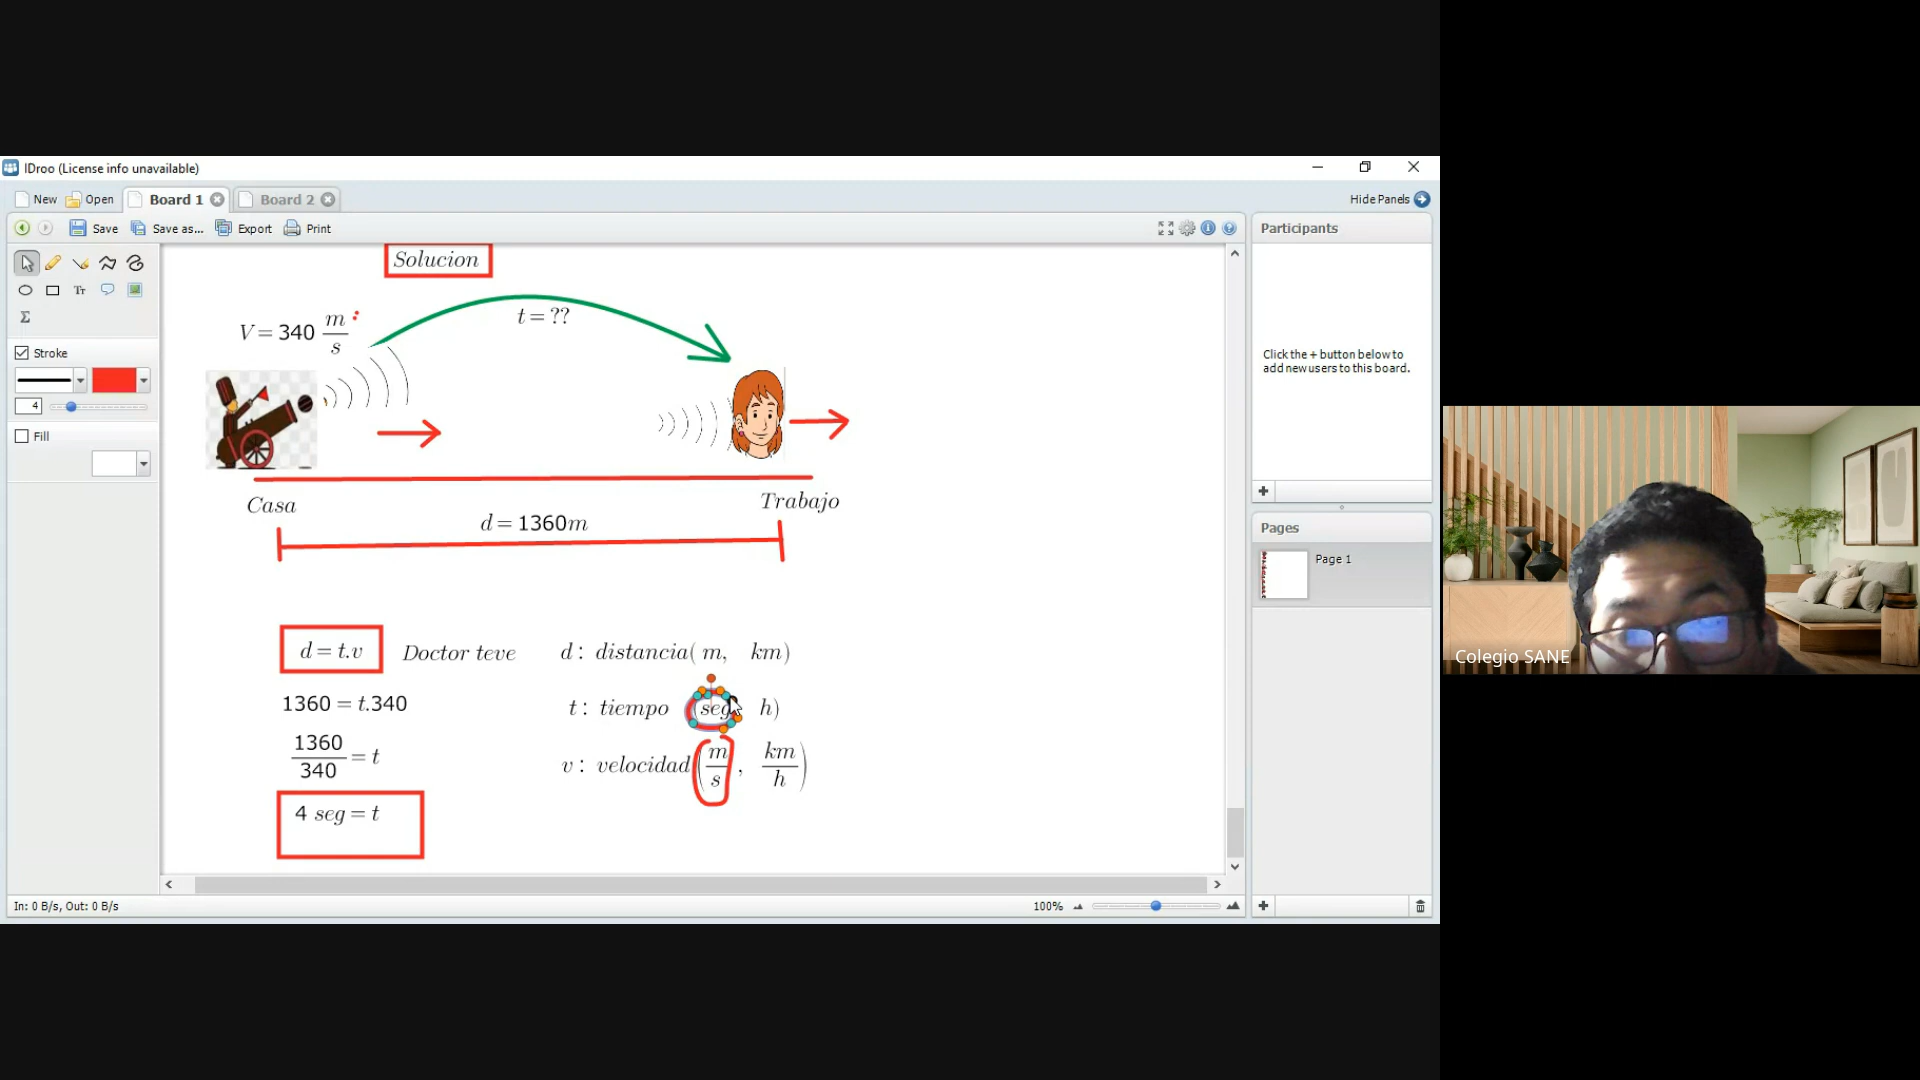 IDroo (License info unavailable)
New Open Board 1 Board 2 Hide Panels
Save Save as... Export Print
Participants
Solucion
Tr
Σ
V = 340 m/s
t = ??
Stroke
4
Fill
Click the + button below to
add new users to this board.
Casa
Trabajo
d = 1360m
Pages
Page 1
d = t.v Doctor teve d : distancia( m, km)
1360 = t.340
t : tiempo (seg h)
1360/340 = t
v : velocidad (m/s , km/h)
4 seg = t
In: 0 B/s, Out: 0 B/s
100%
Colegio SANE